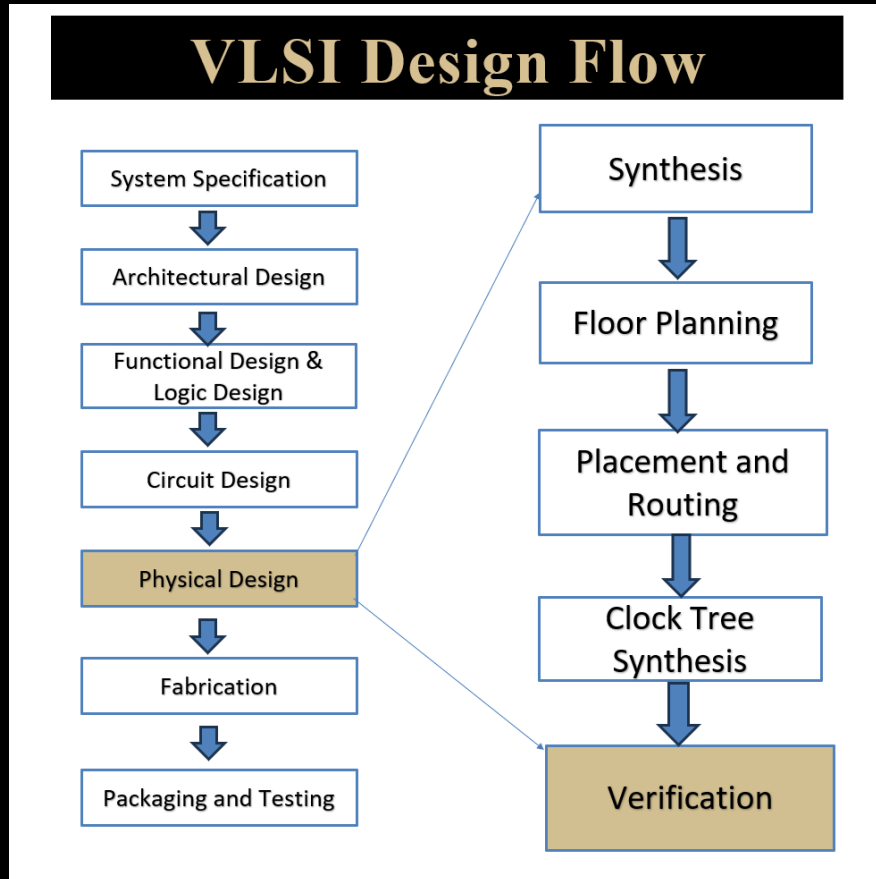 VLSI Design Flow
System Specification
Architectural Design
Functional Design &
Logic Design
Circuit Design
Physical Design
Fabrication
Packaging and Testing
Synthesis
Floor Planning
Placement and
Routing
Clock Tree
Synthesis
Verification